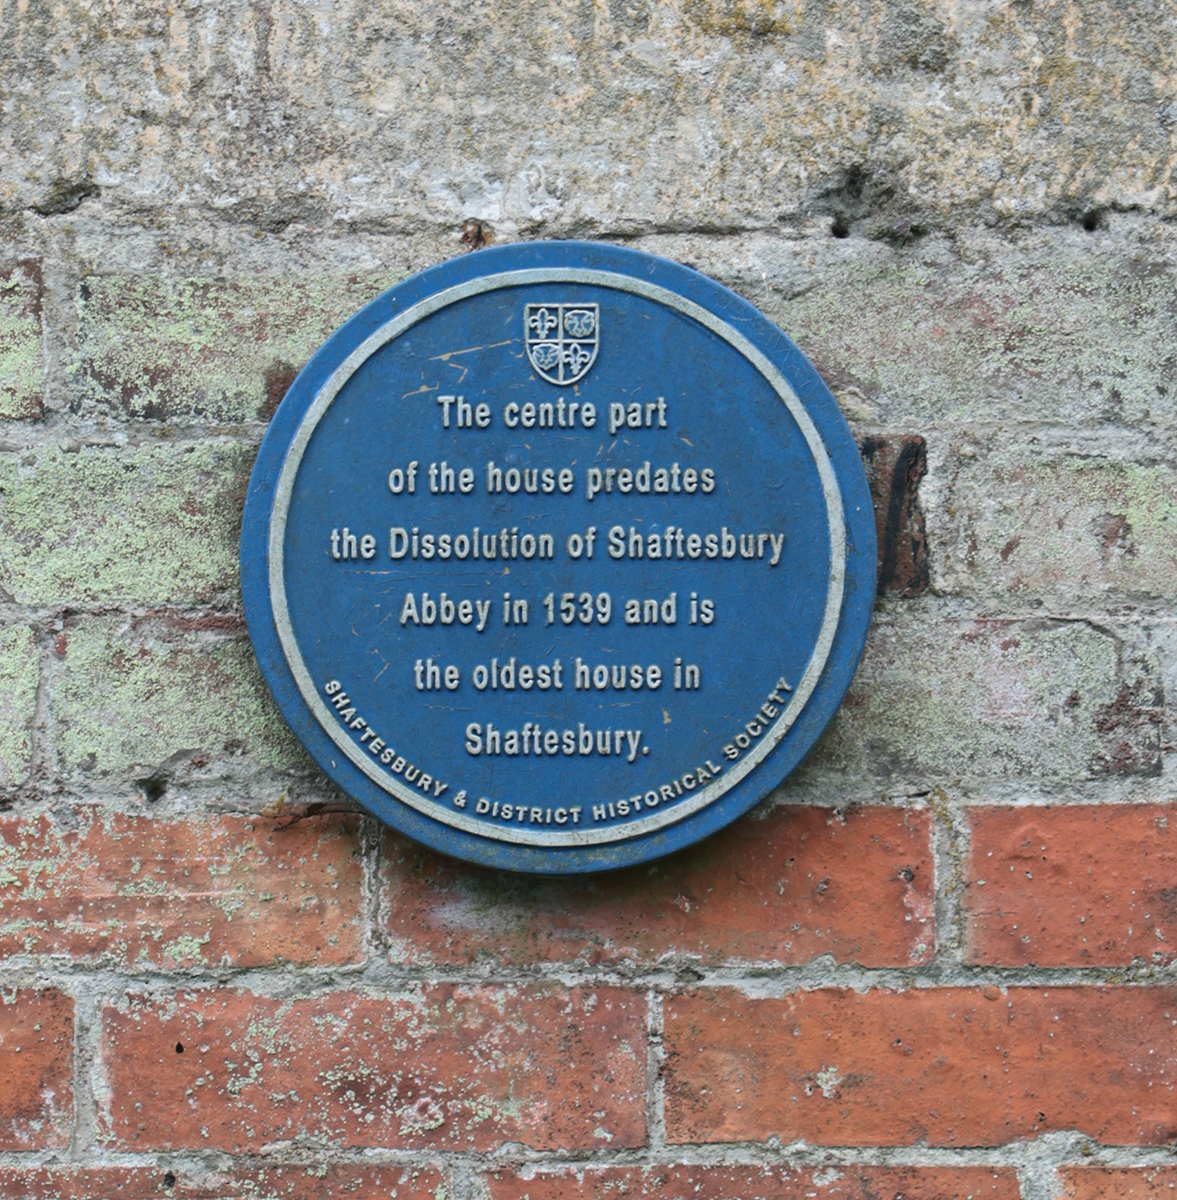 The centre part
of the house predates
the Dissolution of Shaftesbury
Abbey in 1539 and is
the oldest house in
Shaftesbury.
SHAFTESBURY & DISTRICT HISTORICAL SOCIETY